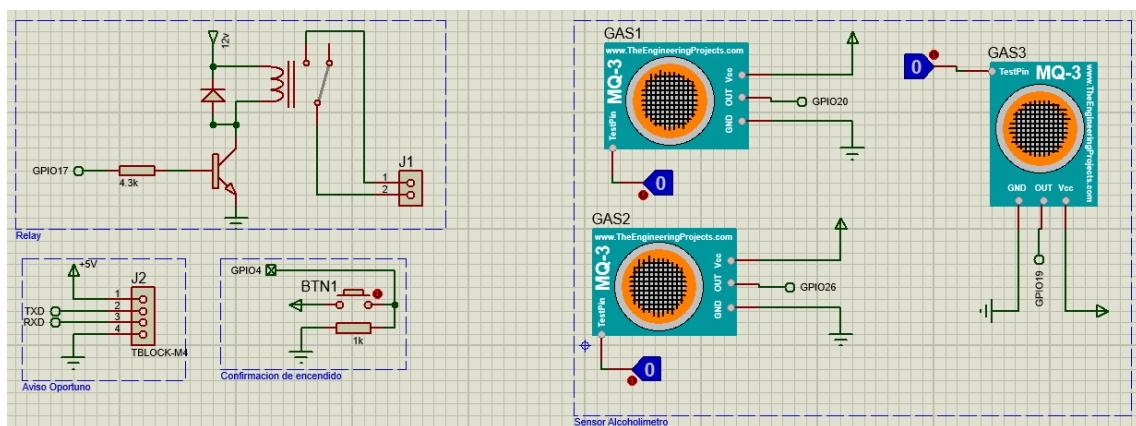 12v
GPIO17
4.3k
J1
1
2
Relay
+5V
J2
1
TXD
2
RXD
3
4
TBLOCK-M4
Aviso Oportuno
GPIO4
BTN1
1k
Confirmacion de encendido
GAS1
www.TheEngineeringProjects.com
MQ-3
Vcc
OUT
GND
TestPin
GPIO20
0
GAS2
www.TheEngineeringProjects.com
MQ-3
Vcc
OUT
GND
TestPin
GPIO26
0
GAS3
0
TestPin
MQ-3
www.TheEngineeringProjects.com
GND OUT Vcc
GPIO19
Sensor Alcoholimetro